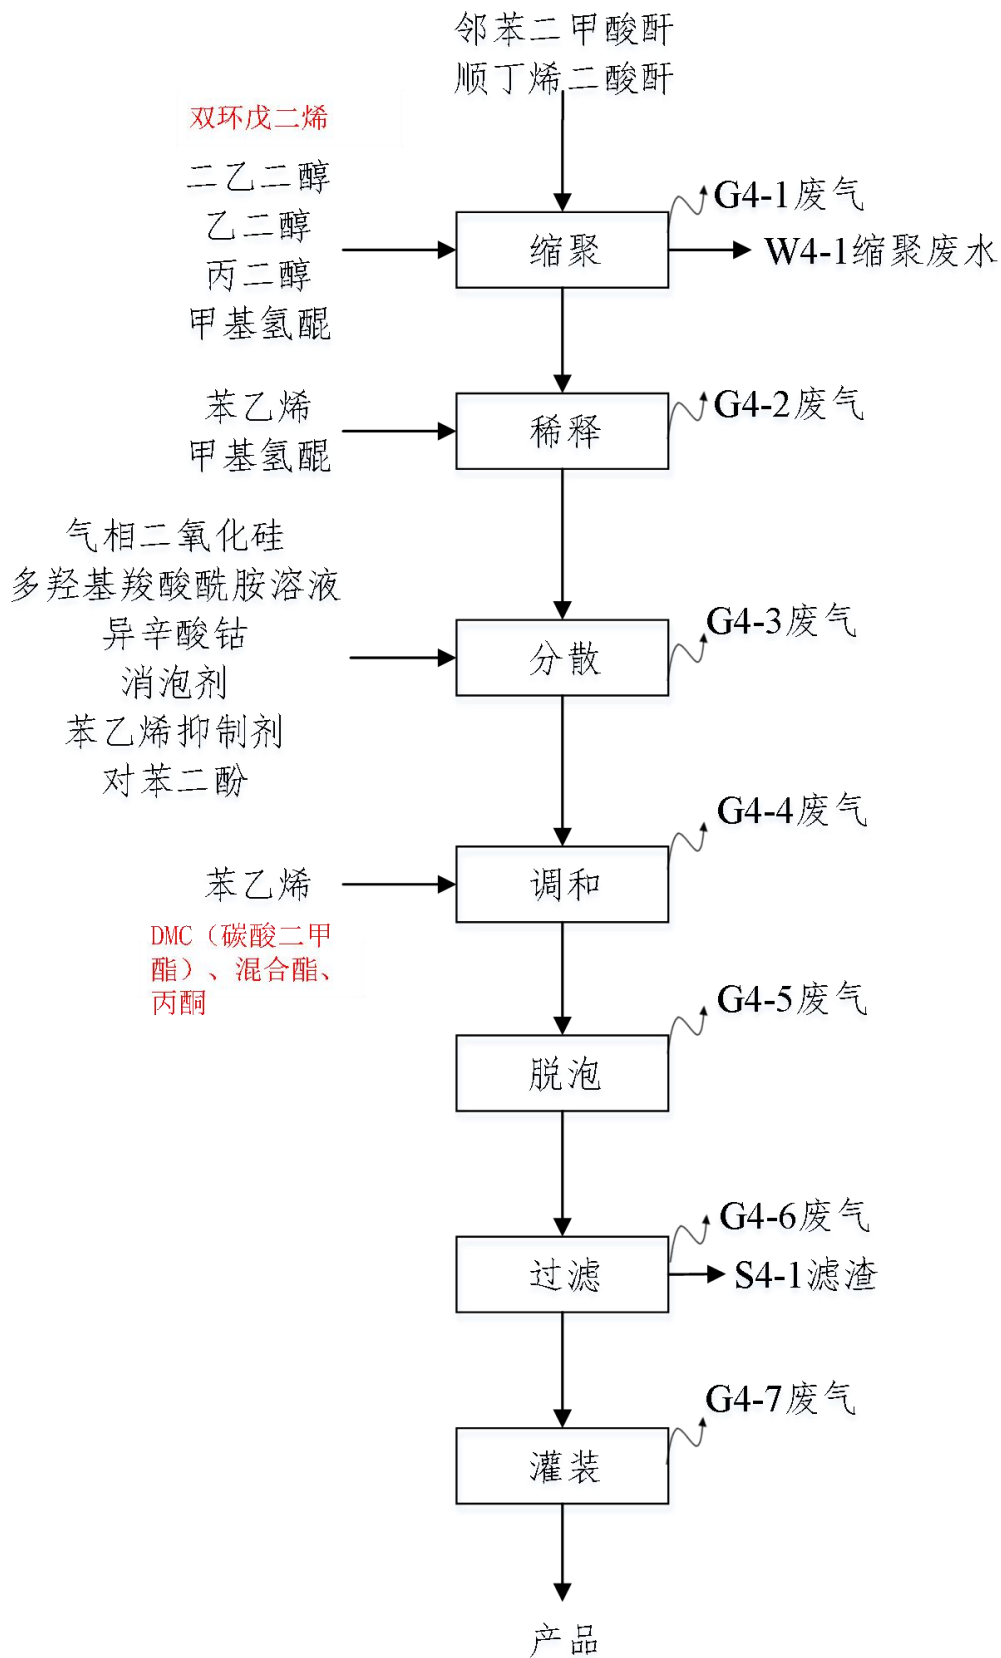 邻苯二甲酸酐
顺丁烯二酸酐
双环戊二烯
二乙二醇
乙二醇
丙二醇
甲基氢醌
缩聚
G4-1废气
W4-1缩聚废水
苯乙烯
甲基氢醌
稀释
G4-2废气
气相二氧化硅
多羟基羧酸酰胺溶液
异辛酸钴
消泡剂
苯乙烯抑制剂
对苯二酚
分散
G4-3废气
苯乙烯
DMC（碳酸二甲
酯）、混合酯、
丙酮
调和
G4-4废气
脱泡
G4-5废气
过滤
G4-6废气
S4-1滤渣
灌装
G4-7废气
产品